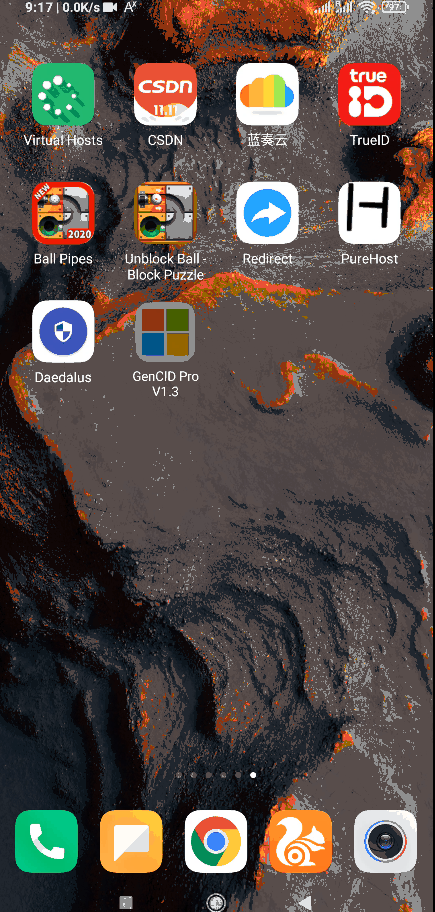 9:17 | 0.0K/s
97
Virtual Hosts
CSDN
11.11
CSDN
蓝奏云
true
iD
TrueID
NEW
2020
Ball Pipes
Unblock Ball -
Block Puzzle
Redirect
H
PureHost
Daedalus
GenCID Pro
V1.3